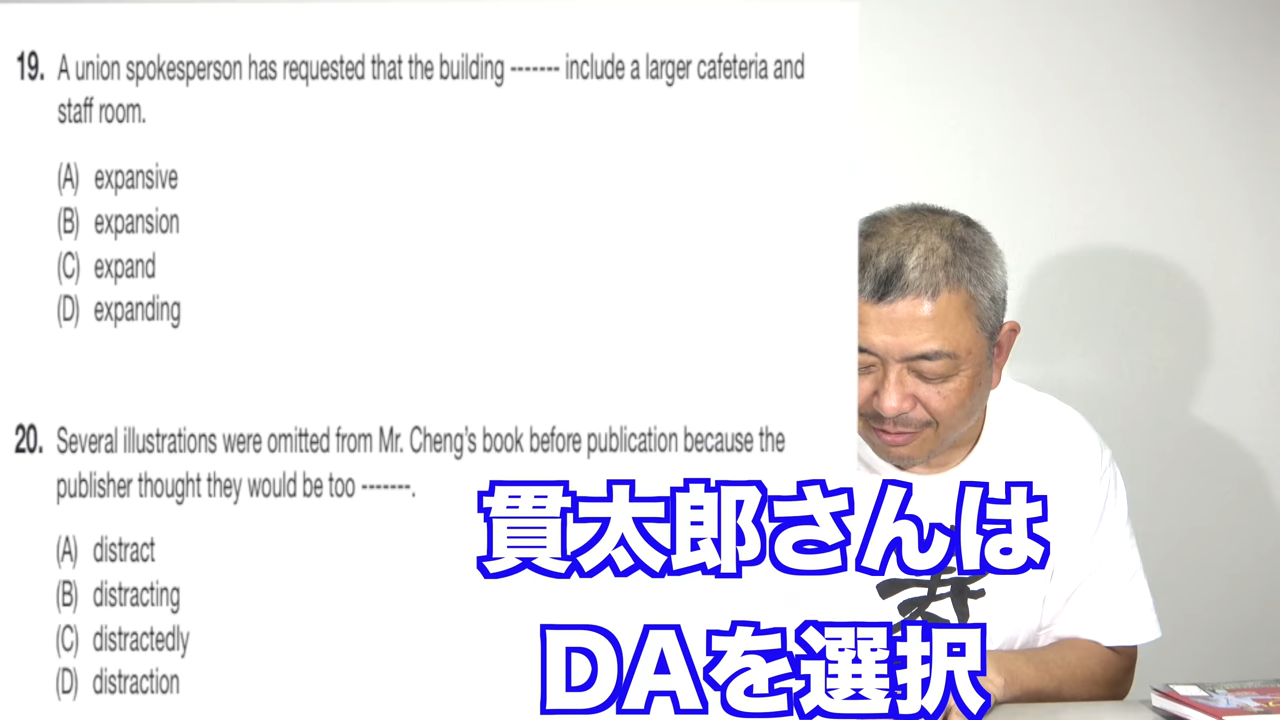 19. A union spokesperson has requested that the building ------- include a larger cafeteria and
staff room.
(A) expansive
(B) expansion
(C) expand
(D) expanding
20. Several illustrations were omitted from Mr. Cheng's book before publication because the
publisher thought they would be too -------.
(A) distract
(B) distracting
(C) distractedly
(D) distraction
貫太郎さんは
DAを選択